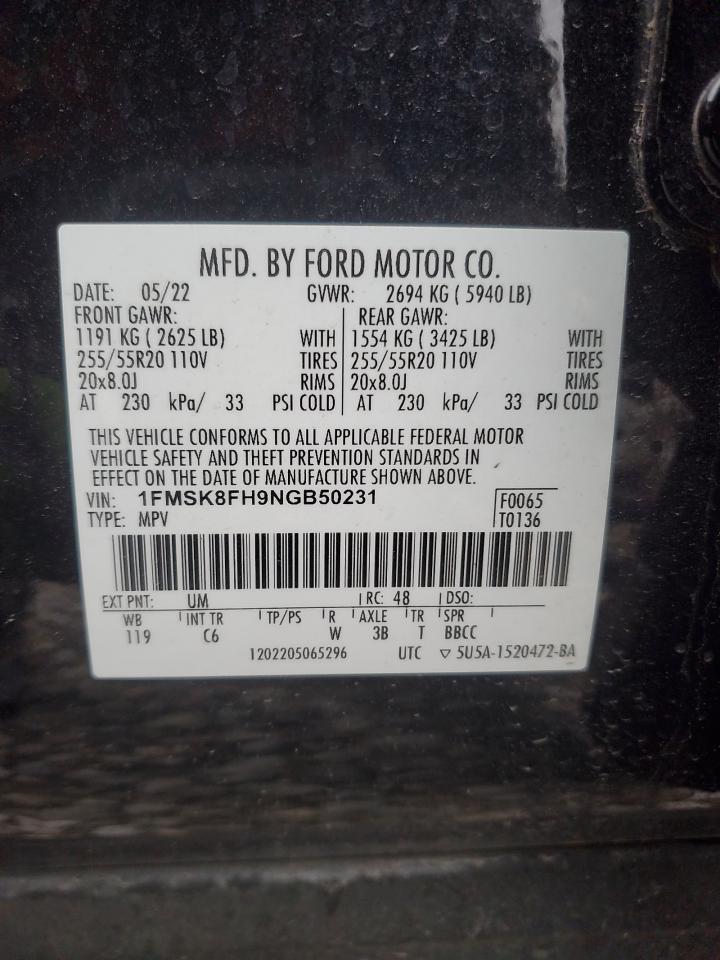 MFD. BY FORD MOTOR CO.
DATE: 05/22 GVWR: 2694 KG ( 5940 LB)
FRONT GAWR: REAR GAWR:
1191 KG ( 2625 LB) WITH 1554 KG ( 3425 LB) WITH
255/55R20 110V TIRES 255/55R20 110V TIRES
20x8.0J RIMS 20x8.0J RIMS
AT 230 kPa/ 33 PSI COLD AT 230 kPa/ 33 PSI COLD
THIS VEHICLE CONFORMS TO ALL APPLICABLE FEDERAL MOTOR
VEHICLE SAFETY AND THEFT PREVENTION STANDARDS IN
EFFECT ON THE DATE OF MANUFACTURE SHOWN ABOVE.
VIN: 1FMSK8FH9NGB50231 F0065
TYPE: MPV T0136
EXT PNT: UM RC: 48 DSO:
WB INT TR TP/PS R AXLE TR SPR
119 C6 W 3B T BBCC
1202205065296 UTC ▽ 5U5A-1520472-BA